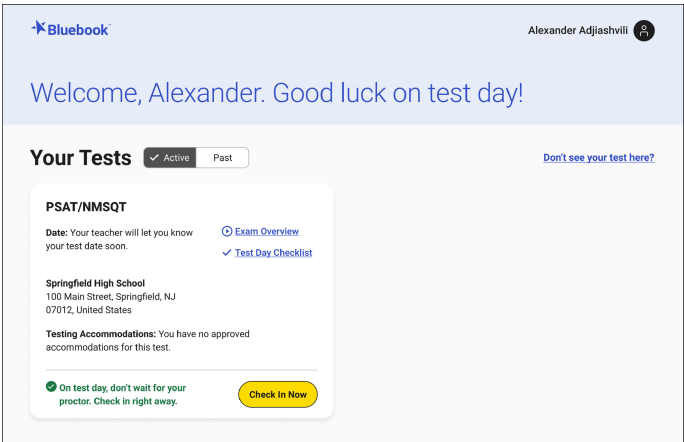 Bluebook™
Alexander Adjiashvili
Welcome, Alexander. Good luck on test day!
Your Tests
Active
Past
Don't see your test here?
PSAT/NMSQT
Date: Your teacher will let you know
your test date soon.
Exam Overview
Test Day Checklist
Springfield High School
100 Main Street, Springfield, NJ
07012, United States
Testing Accommodations: You have no approved
accommodations for this test.
On test day, don't wait for your
proctor. Check in right away.
Check In Now